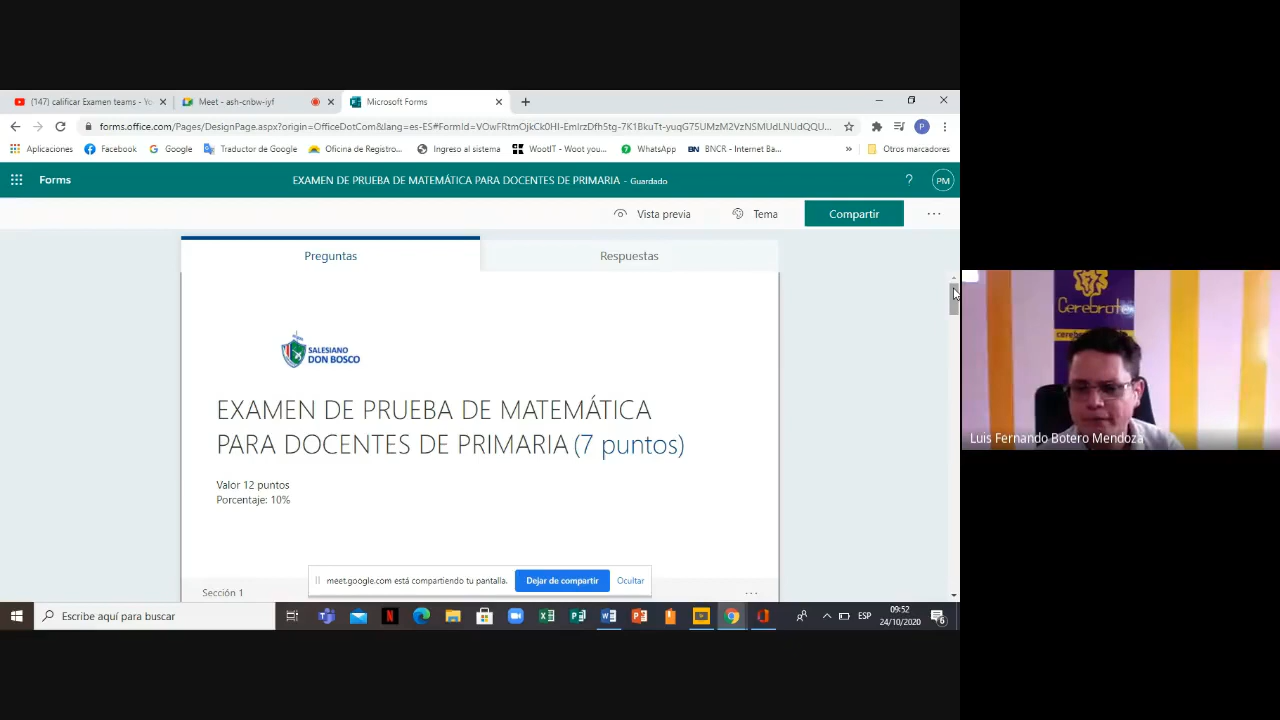 (147) calificar Examen teams - Yo
Meet - ash-cnbw-iyf
Microsoft Forms
forms.office.com/Pages/DesignPage.aspx?origin=OfficeDotCom&lang=es-ES#FormId=VOwFRtmOjkCk0HI-EmIrzDfh5tg-7K1BkuTt-yuqG75UMzM2VzNSMUdLNUdQQU...
Aplicaciones
Facebook
Google
Traductor de Google
Oficina de Registro...
Ingreso al sistema
WootIT - Woot you...
WhatsApp
BNCR - Internet Ba...
»
Otros marcadores
Forms
EXAMEN DE PRUEBA DE MATEMÁTICA PARA DOCENTES DE PRIMARIA - Guardado
?
PM
Vista previa
Tema
Compartir
...
Preguntas
Respuestas
SALESIANO
DON BOSCO
EXAMEN DE PRUEBA DE MATEMÁTICA
PARA DOCENTES DE PRIMARIA (7 puntos)
Valor 12 puntos
Porcentaje: 10%
meet.google.com está compartiendo tu pantalla.
Dejar de compartir
Ocultar
Sección 1
...
Escribe aquí para buscar
ESP
09:52
24/10/2020
6
Cerebrote
Luis Fernando Botero Mendoza